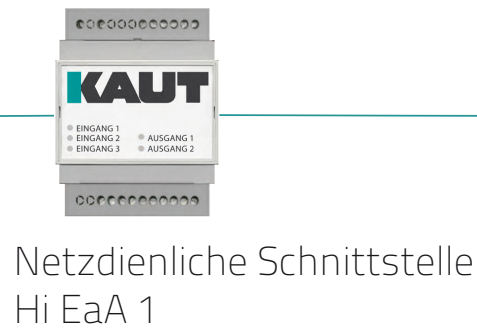 KAUT
EINGANG 1
EINGANG 2
AUSGANG 1
EINGANG 3
AUSGANG 2
Netzdienliche Schnittstelle
Hi EaA 1